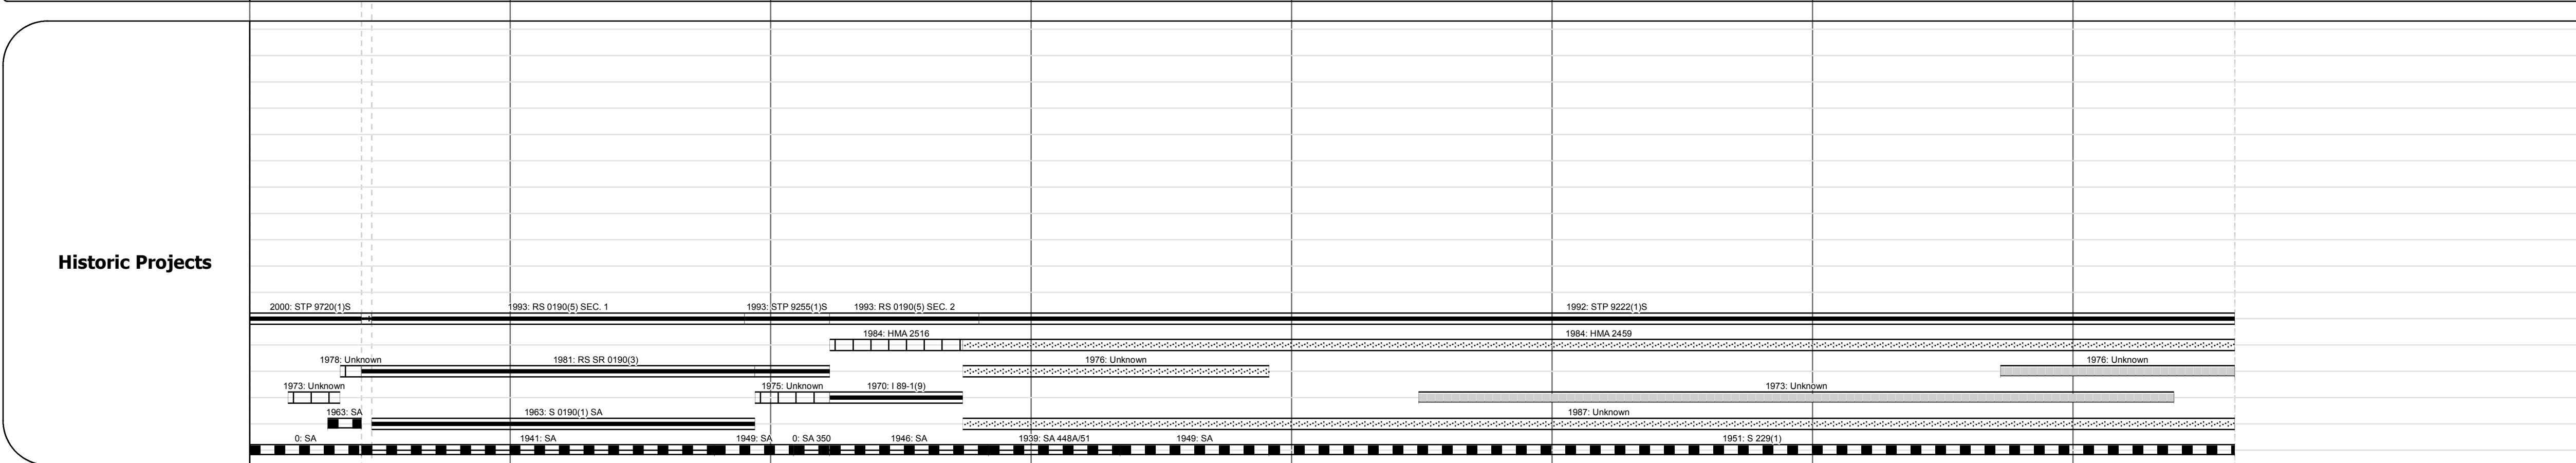 Historic Projects
2000: STP 9720(1)S 1993: RS 0190(5) SEC. 1 1993: STP 9255(1)S 1993: RS 0190(5) SEC. 2 1992: STP 9222(1)S
1984: HMA 2516 1984: HMA 2459
1978: Unknown 1981: RS SR 0190(3) 1976: Unknown 1976: Unknown
1973: Unknown 1975: Unknown 1970: I 89-1(9) 1973: Unknown
1963: SA 1963: S 0190(1) SA 1987: Unknown
0: SA 1941: SA 1949: SA 0: SA 350 1946: SA 1939: SA 448A/51 1949: SA 1951: S 229(1)